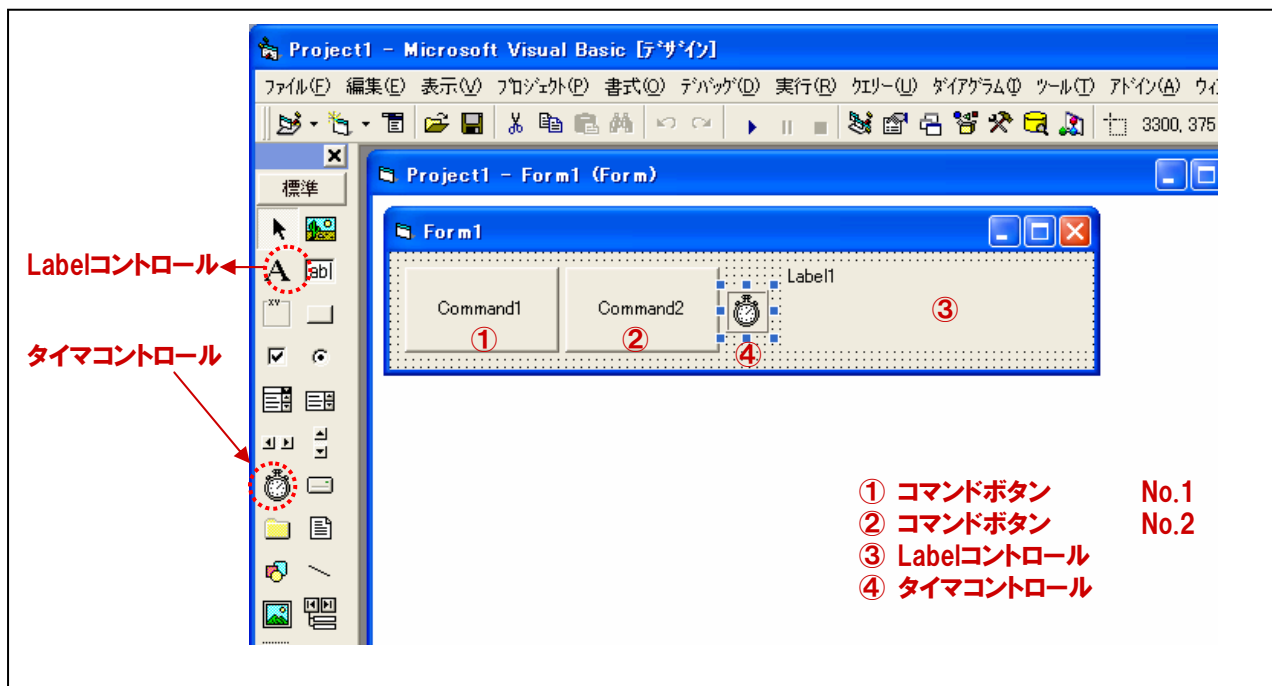 Project1 - Microsoft Visual Basic [ﾃﾞｻﾞｲﾝ]
ﾌｧｲﾙ(F) 編集(E) 表示(V) ﾌﾟﾛｼﾞｪｸﾄ(P) 書式(O) ﾃﾞﾊﾞｯｸﾞ(D) 実行(R) ｸｴﾘｰ(U) ﾀﾞｲｱｸﾞﾗﾑ(I) ﾂｰﾙ(T) ｱﾄﾞｲﾝ(A)
3300, 375
標準
Project1 - Form1 (Form)
Form1
Labelコントロール
A
abl
xv
Label1
Command1
Command2
①
②
③
④
タイマコントロール
① コマンドボタン No.1
② コマンドボタン No.2
③ Labelコントロール
④ タイマコントロール